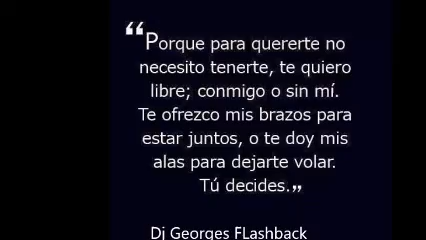 “Porque para quererte no
necesito tenerte, te quiero
libre; conmigo o sin mí.
Te ofrezco mis brazos para
estar juntos, o te doy mis
alas para dejarte volar.
Tú decides.”
Dj Georges FLashback